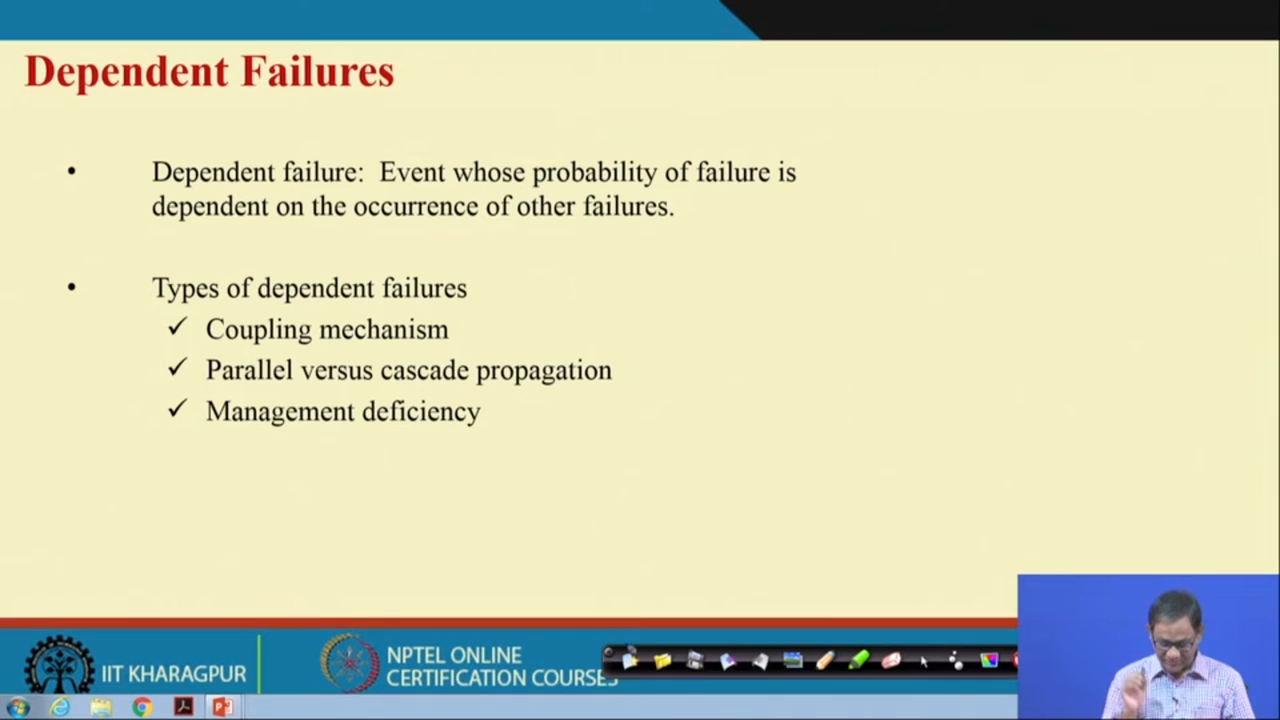 Dependent Failures
• Dependent failure: Event whose probability of failure is
dependent on the occurrence of other failures.
• Types of dependent failures
✓ Coupling mechanism
✓ Parallel versus cascade propagation
✓ Management deficiency
IIT KHARAGPUR
NPTEL ONLINE
CERTIFICATION COURSES